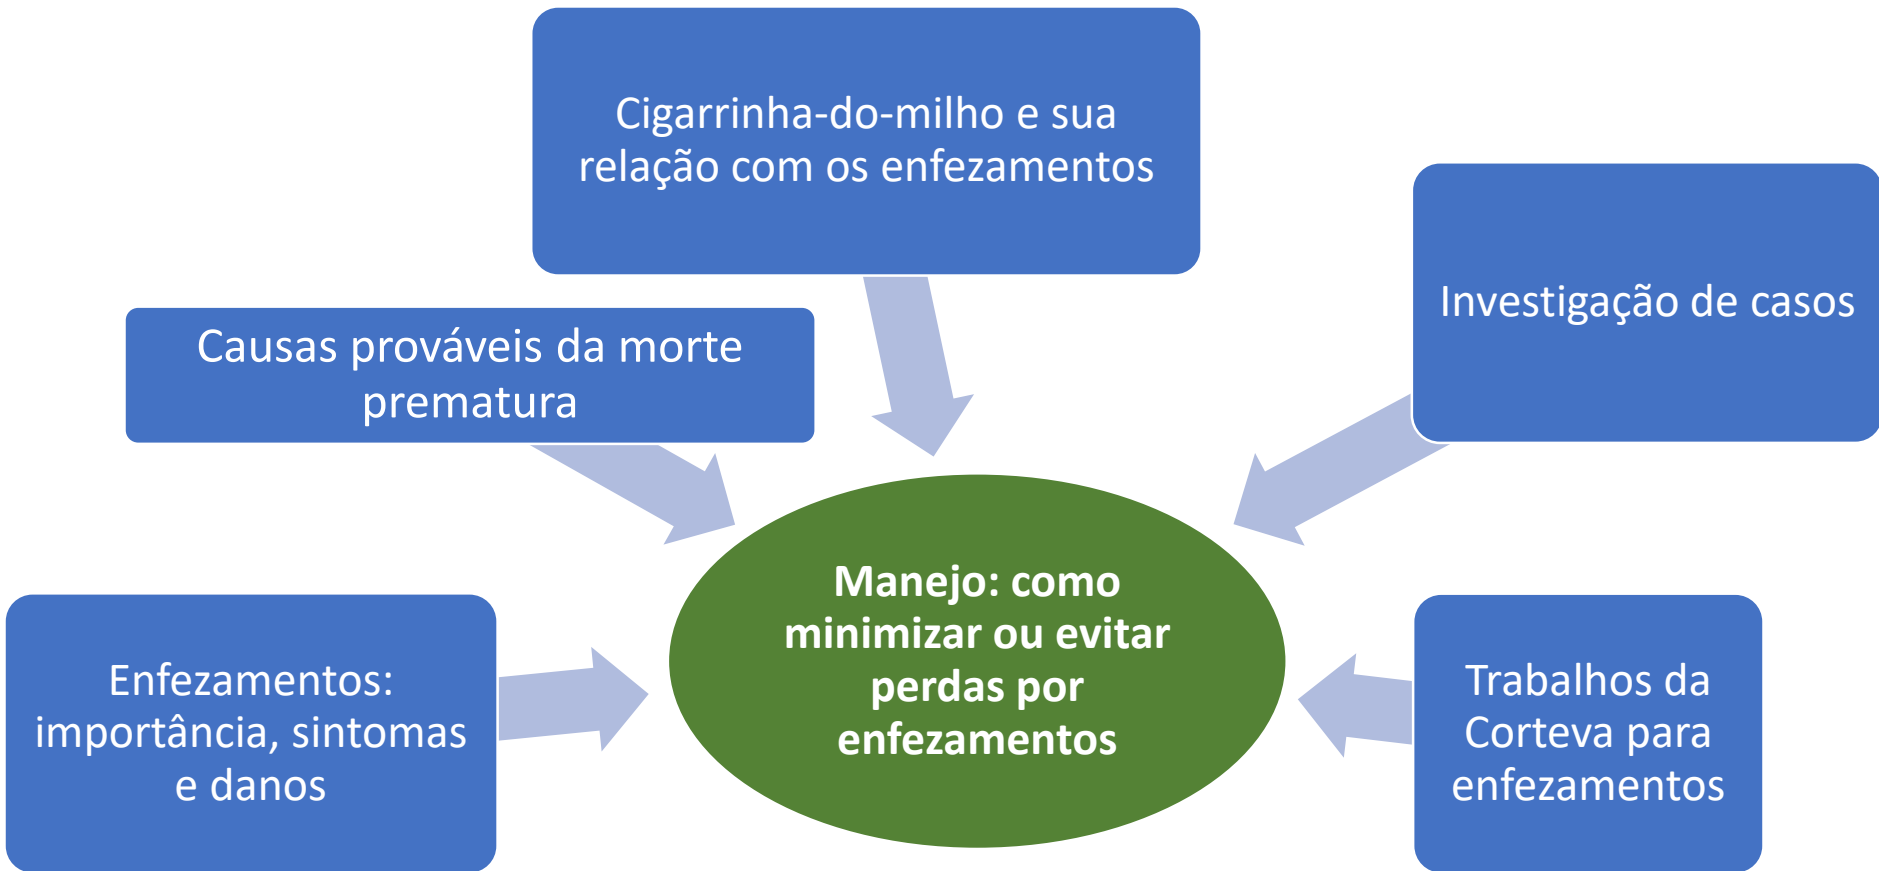 Cigarrinha-do-milho e sua
relação com os enfezamentos
Investigação de casos
Causas prováveis da morte
prematura
Manejo: como
minimizar ou evitar
perdas por
enfezamentos
Enfezamentos:
importância, sintomas
e danos
Trabalhos da
Corteva para
enfezamentos